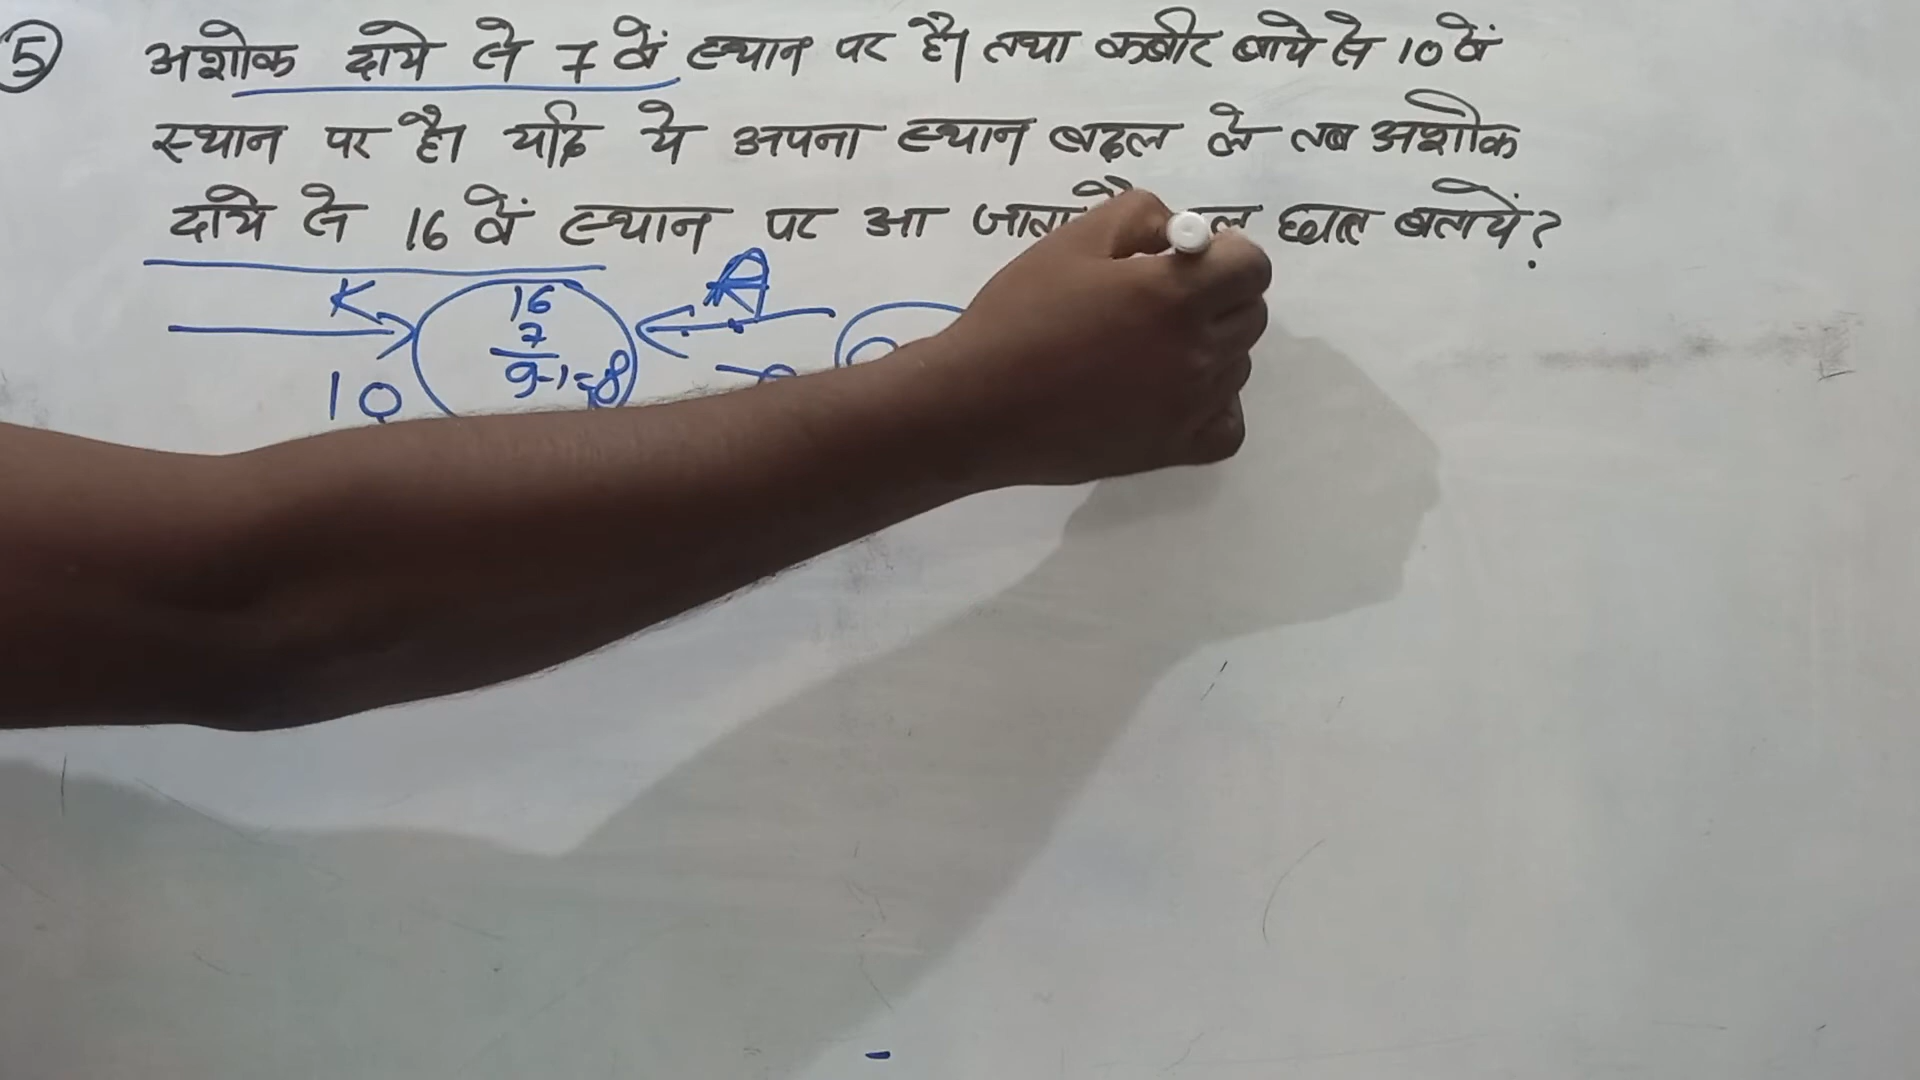 5 अशोक दाये से 7 वें स्थान पर है। तथा कबीर बाये से 10 वें
स्थान पर है। यदि ये अपना स्थान बदल ले तब अशोक
दाये से 16 वें स्थान पर आ छात्र बताये?
K 16 A
7
10 9-1=8